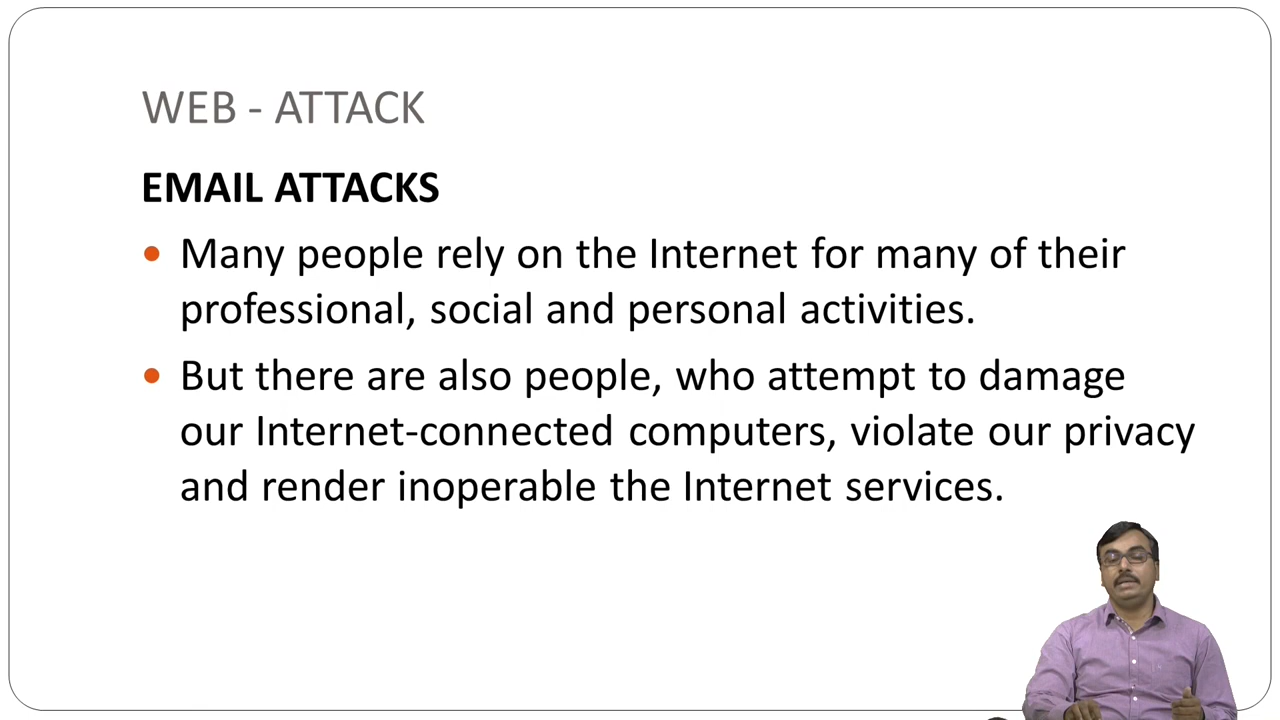 WEB - ATTACK
EMAIL ATTACKS
• Many people rely on the Internet for many of their
professional, social and personal activities.
• But there are also people, who attempt to damage
our Internet-connected computers, violate our privacy
and render inoperable the Internet services.